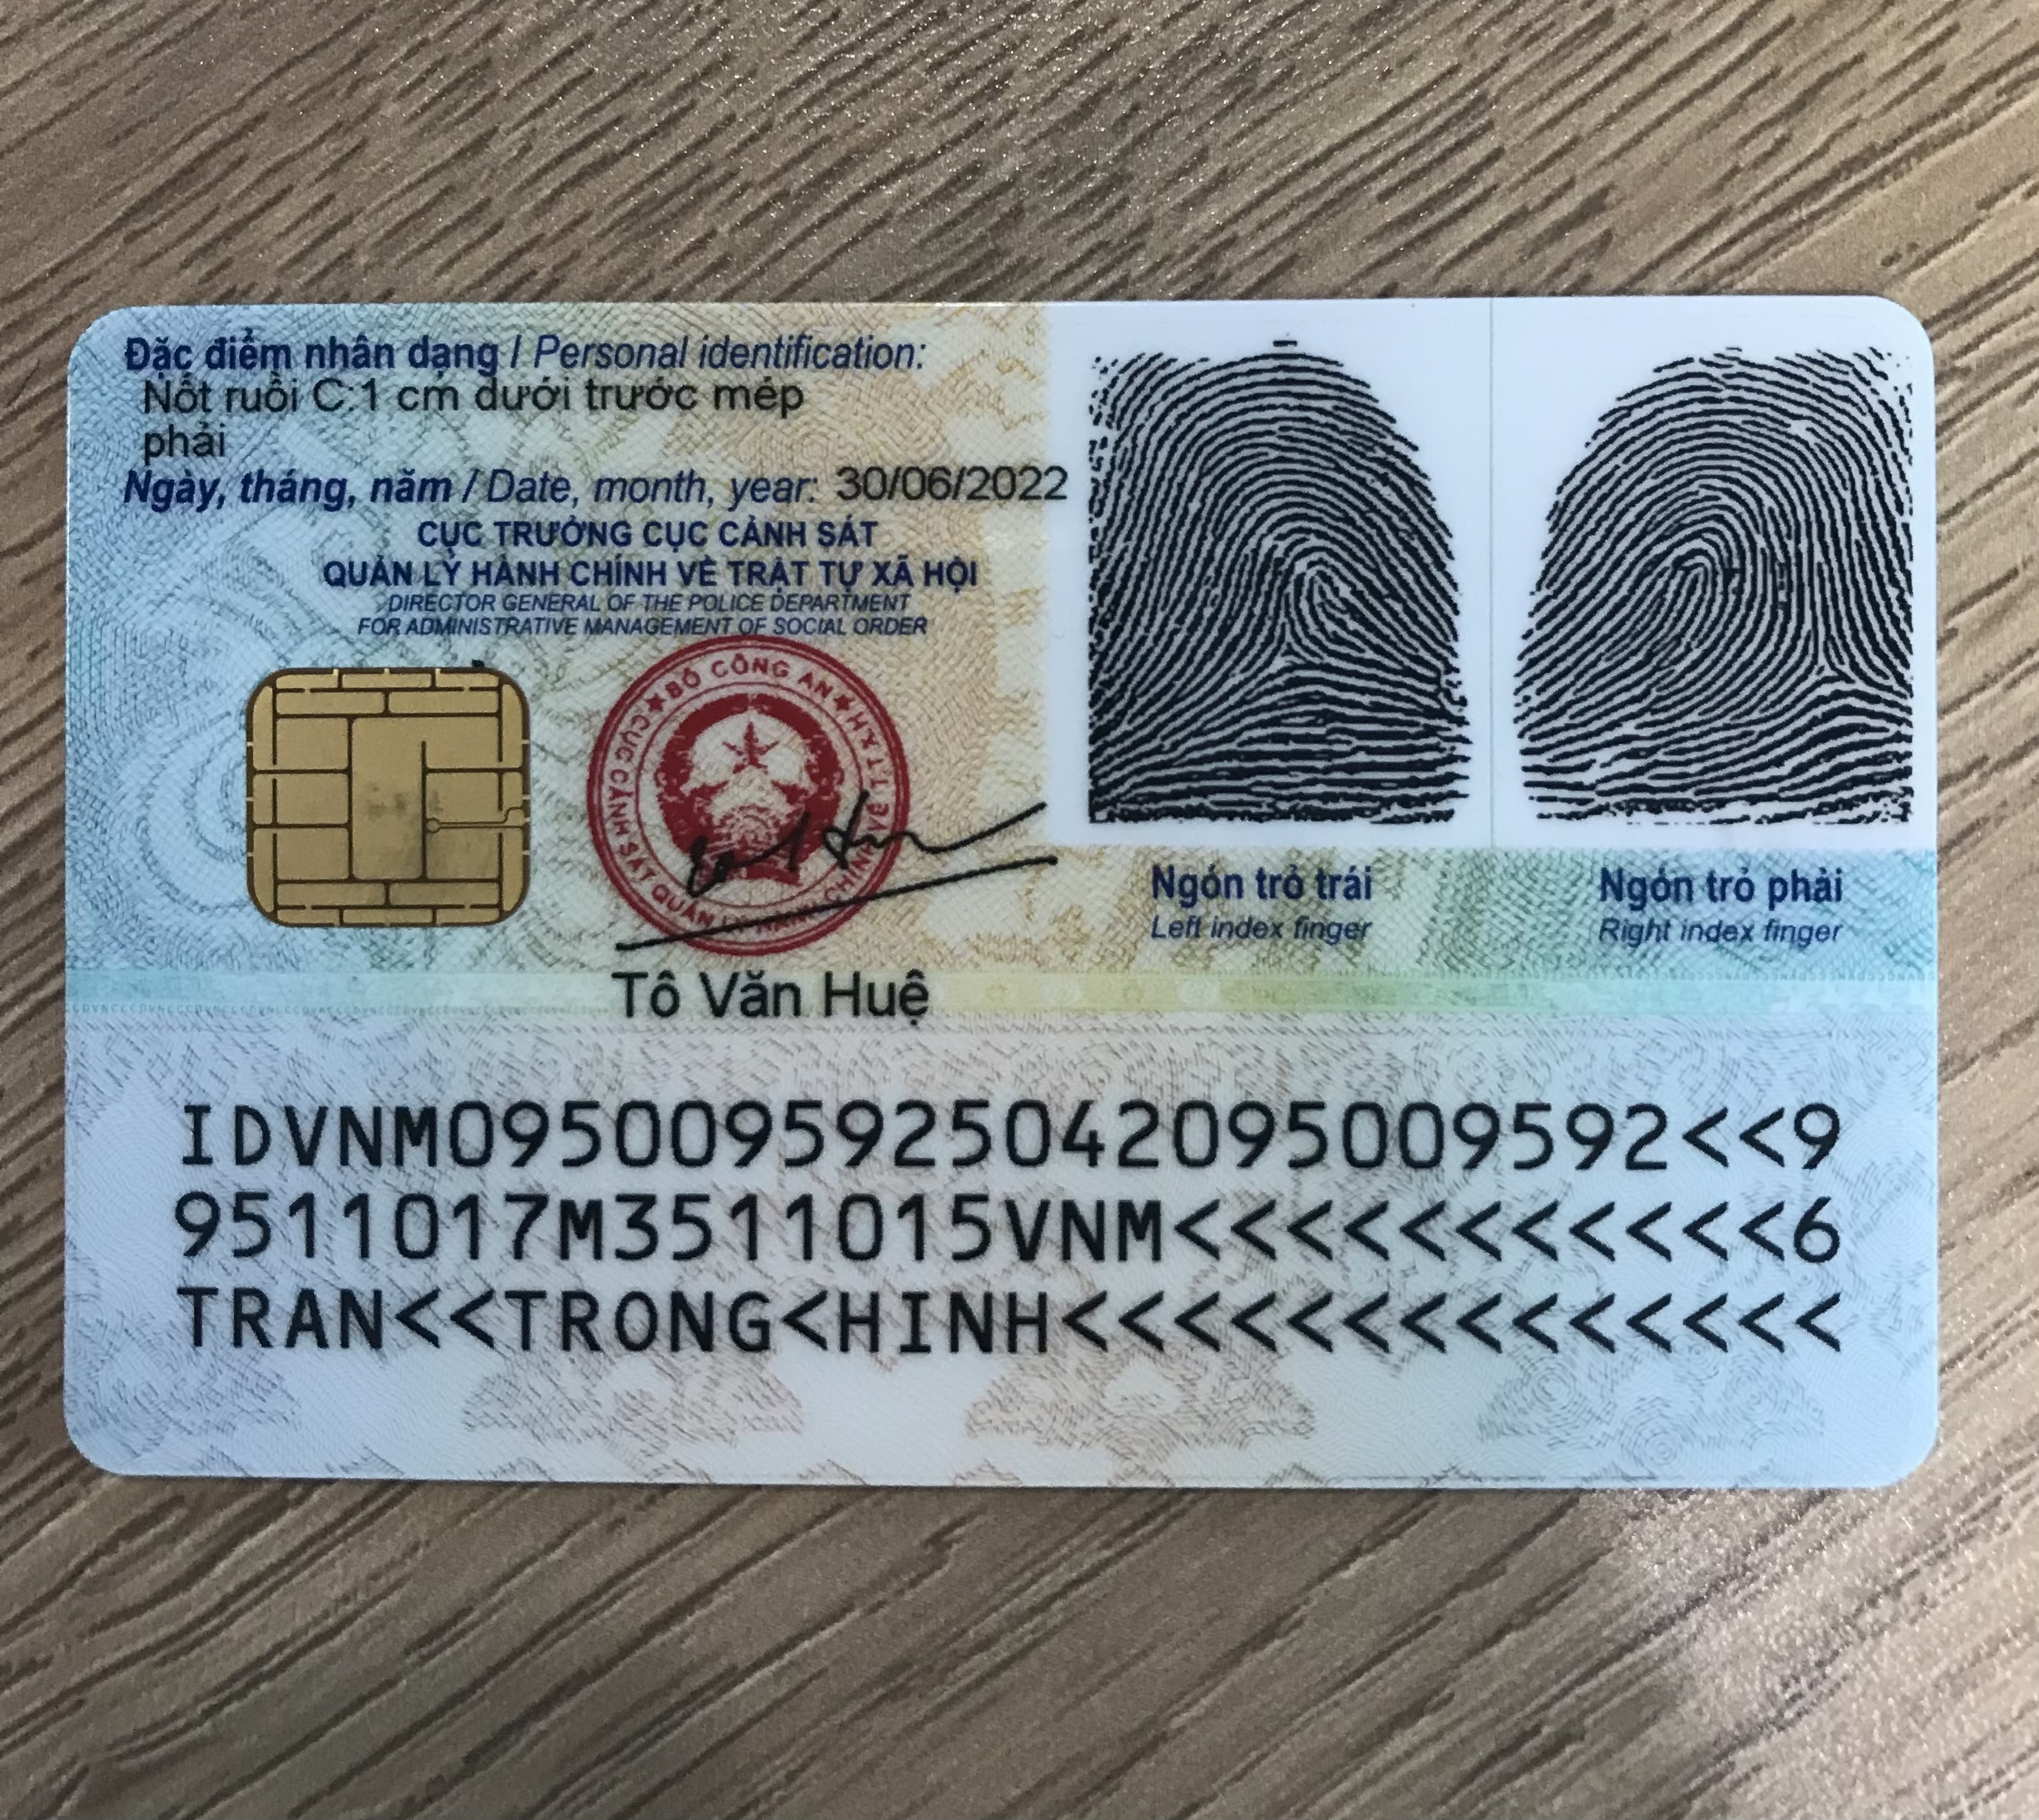 Đặc điểm nhân dạng / Personal identification:
Nốt ruồi C:1 cm dưới trước mép
phải
Ngày, tháng, năm / Date, month, year: 30/06/2022
CỤC TRƯỞNG CỤC CẢNH SÁT
QUẢN LÝ HÀNH CHÍNH VỀ TRẬT TỰ XÃ HỘI
DIRECTOR GENERAL OF THE POLICE DEPARTMENT
FOR ADMINISTRATIVE MANAGEMENT OF SOCIAL ORDER
BỘ CÔNG AN
CỤC CẢNH SÁT QUẢN LÝ HÀNH CHÍNH VỀ TTXH
Tô Văn Huệ
Ngón trỏ trái
Left index finger
Ngón trỏ phải
Right index finger
IDVNM0950095925042095009592<<9
9511017M3511015VNM<<<<<<<<<<<6
TRAN<<TRONG<HINH<<<<<<<<<<<<<<